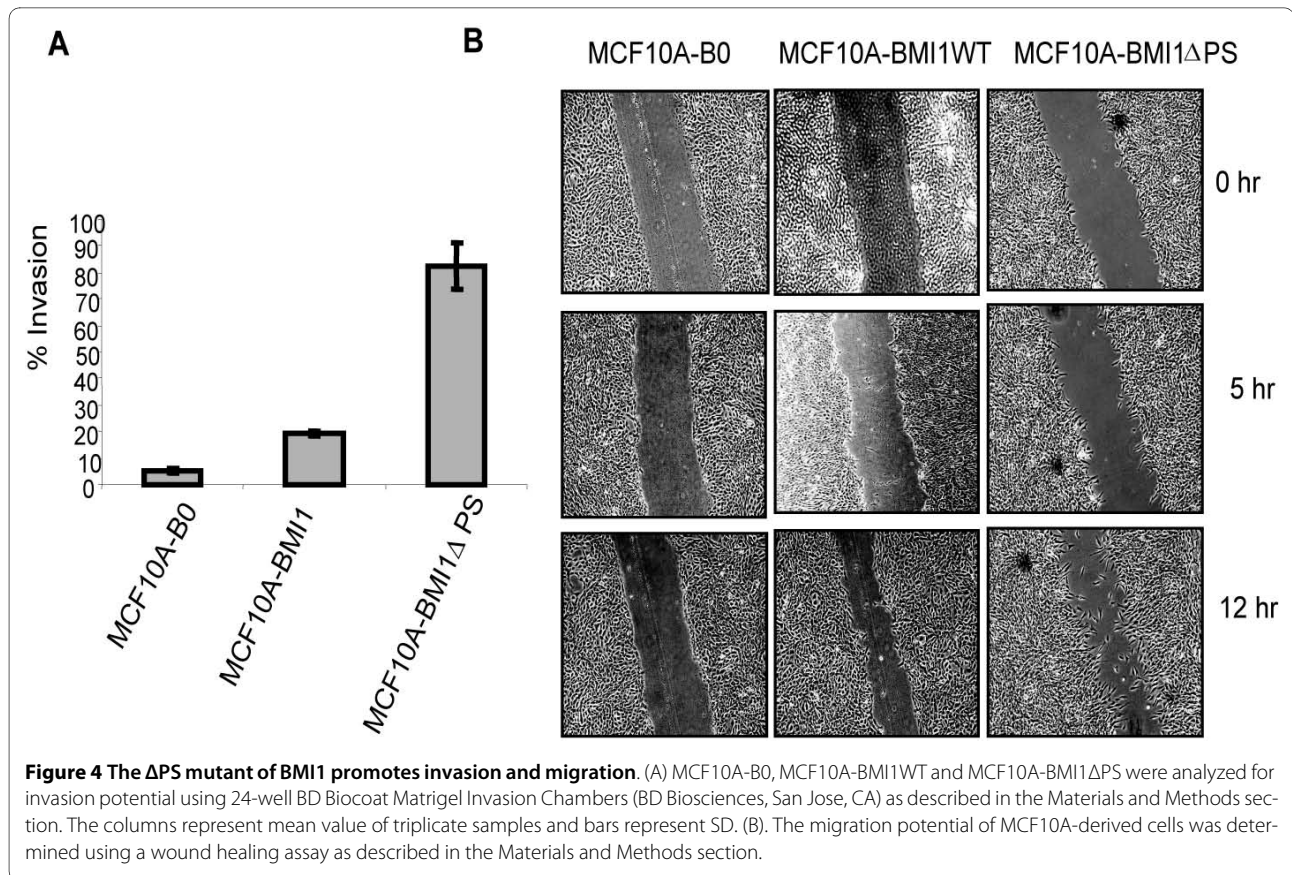 A
B
MCF10A-B0
MCF10A-BMI1WT
MCF10A-BMI1Δ PS
0 hr
5 hr
12 hr
% Invasion
100
90
80
70
60
50
40
30
20
10
0
MCF10A-B0
MCF10A-BMI1
MCF10A-BMI1Δ PS
Figure 4 The ΔPS mutant of BMI1 promotes invasion and migration. (A) MCF10A-B0, MCF10A-BMI1WT and MCF10A-BMI1ΔPS were analyzed for
invasion potential using 24-well BD Biocoat Matrigel Invasion Chambers (BD Biosciences, San Jose, CA) as described in the Materials and Methods sec-
tion. The columns represent mean value of triplicate samples and bars represent SD. (B). The migration potential of MCF10A-derived cells was deter-
mined using a wound healing assay as described in the Materials and Methods section.